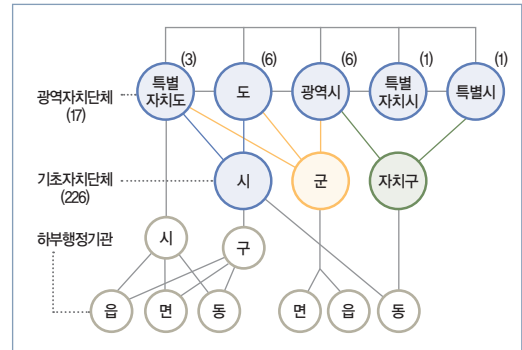 (3) (6) (6) (1) (1)
광역자치단체
(17)
특별
자치도
도
광역시
특별
자치시
특별시
기초자치단체
(226)
시
군
자치구
하부행정기관
시
구
읍 면 동 면 읍 동